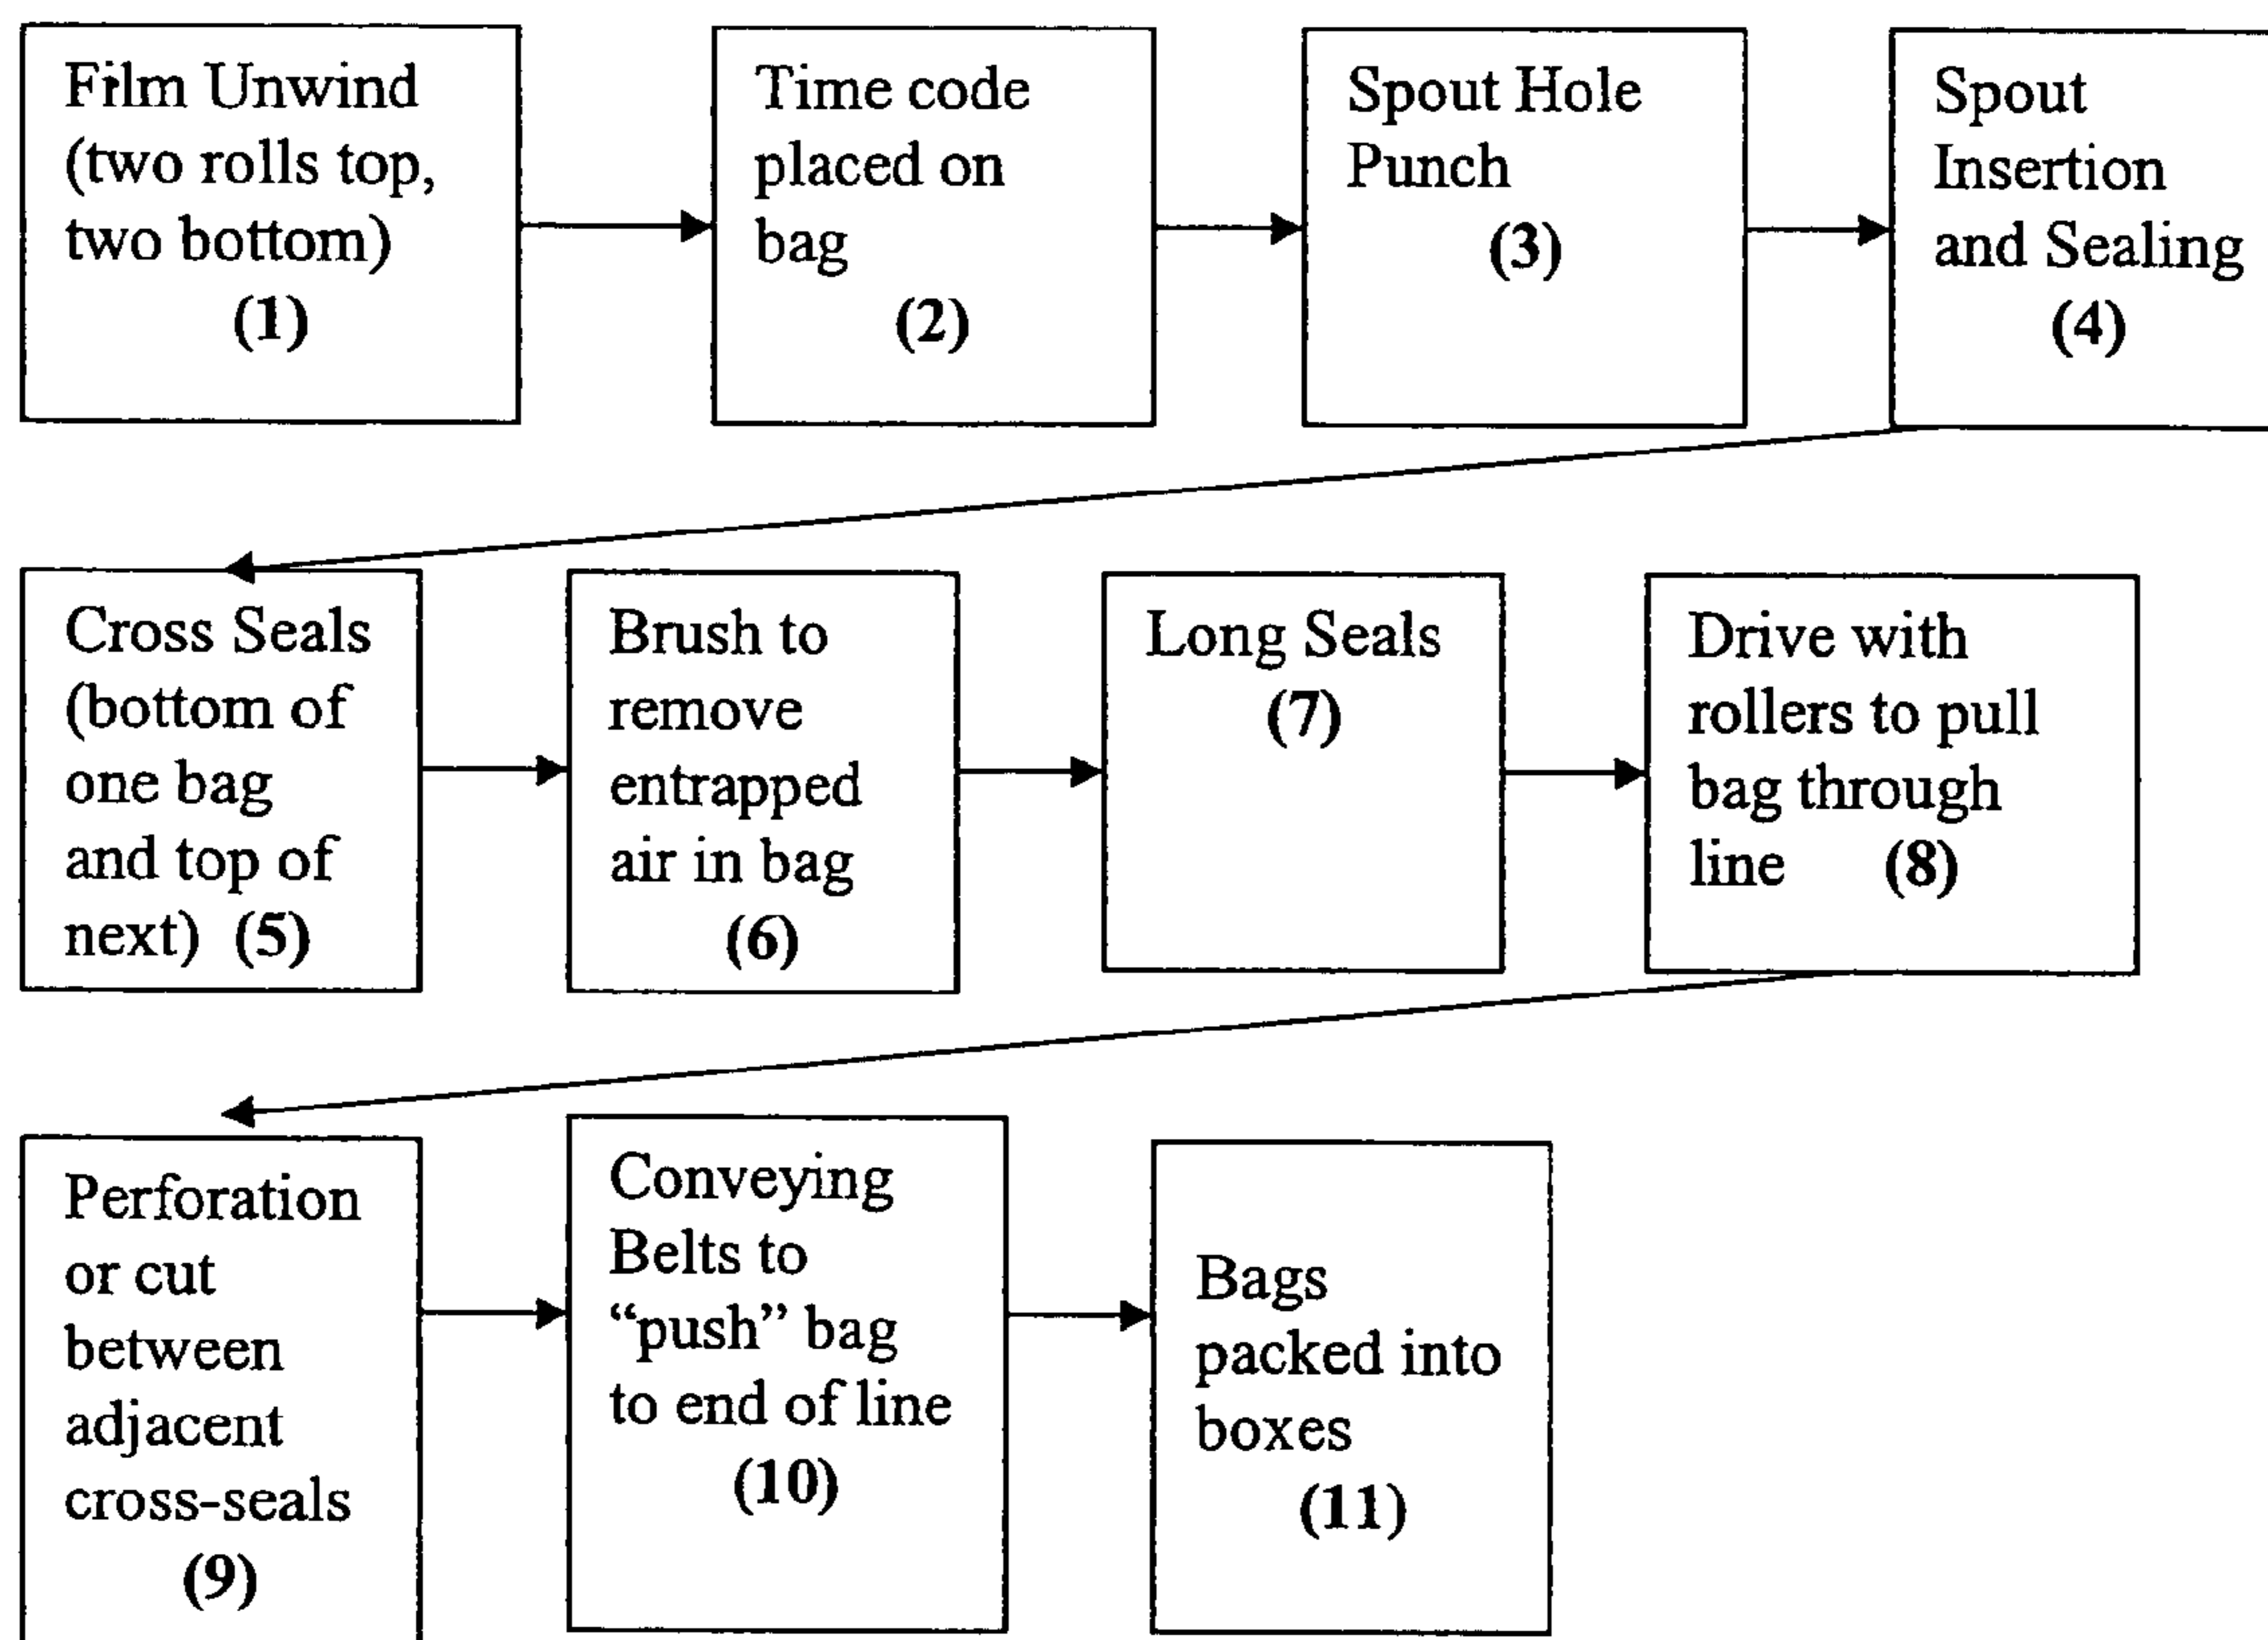 Film Unwind
(two rolls top,
two bottom)
(1)
Time code
placed on
bag
(2)
Spout Hole
Punch
(3)
Spout
Insertion
and Sealing
(4)
Cross Seals
(bottom of
one bag
and top of
next) (5)
Brush to
remove
entrapped
air in bag
(6)
Long Seals
(7)
Drive with
rollers to pull
bag through
line (8)
Perforation
or cut
between
adjacent
cross-seals
(9)
Conveying
Belts to
“push” bag
to end of line
(10)
Bags
packed into
boxes
(11)